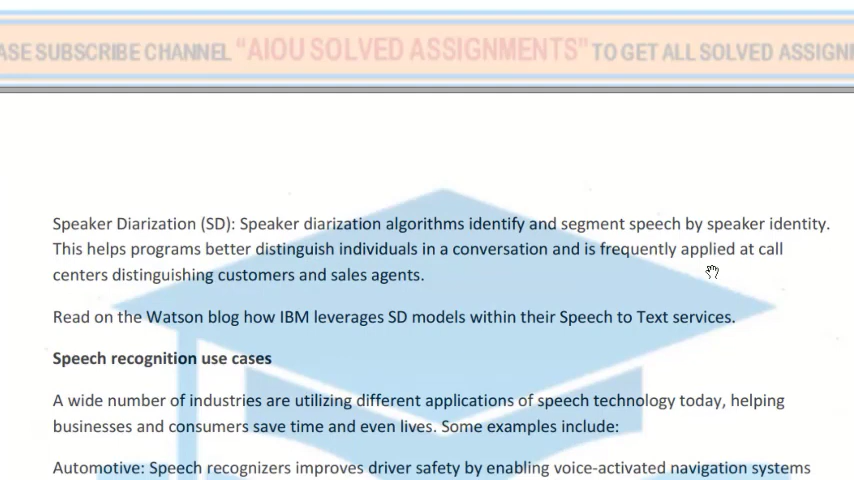 ASE SUBSCRIBE CHANNEL "AIOU SOLVED ASSIGNMENTS" TO GET ALL SOLVED ASSIGN
Speaker Diarization (SD): Speaker diarization algorithms identify and segment speech by speaker identity.
This helps programs better distinguish individuals in a conversation and is frequently applied at call
centers distinguishing customers and sales agents.
Read on the Watson blog how IBM leverages SD models within their Speech to Text services.
Speech recognition use cases
A wide number of industries are utilizing different applications of speech technology today, helping
businesses and consumers save time and even lives. Some examples include:
Automotive: Speech recognizers improves driver safety by enabling voice-activated navigation systems